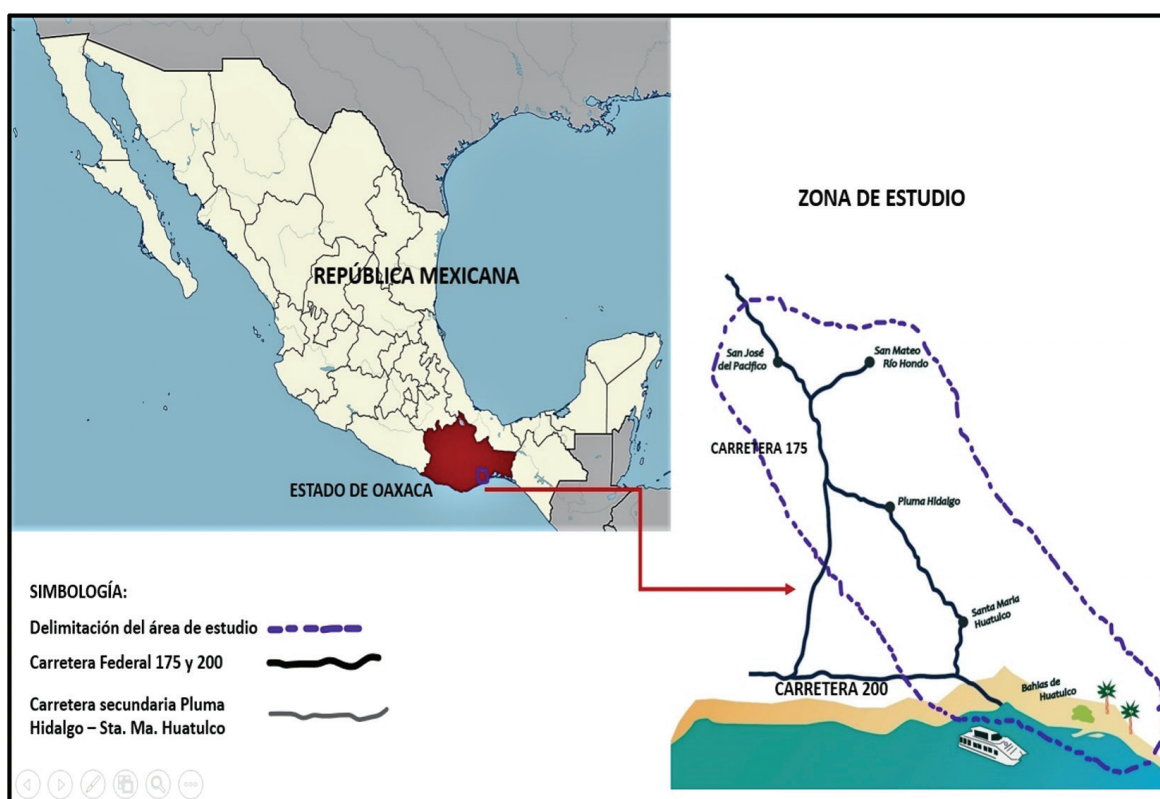 REPÚBLICA MEXICANA
ESTADO DE OAXACA
SIMBOLOGÍA:
Delimitación del área de estudio
Carretera Federal 175 y 200
Carretera secundaria Pluma
Hidalgo – Sta. Ma. Huatulco
ZONA DE ESTUDIO
San José
del Pacífico
San Mateo
Río Hondo
CARRETERA 175
Pluma Hidalgo
Santa María
Huatulco
CARRETERA 200
Bahías de
Huatulco